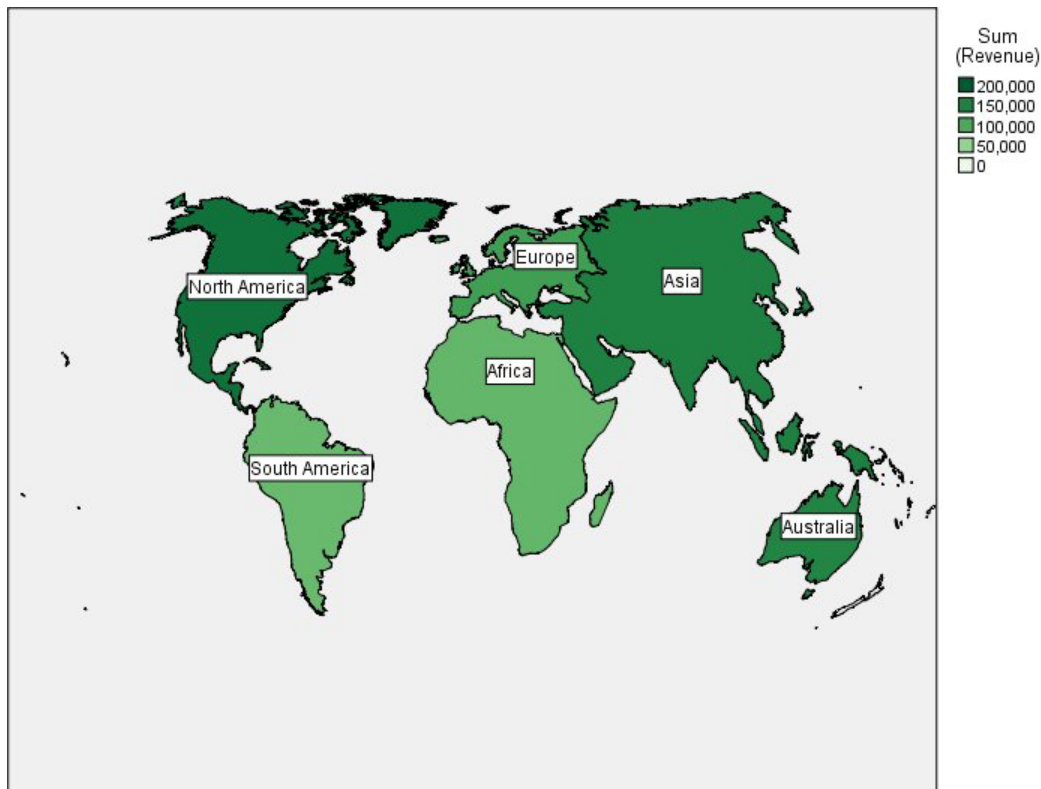 Sum
(Revenue)
200,000
150,000
100,000
50,000
0
Europe
North America
Asia
Africa
South America
Australia